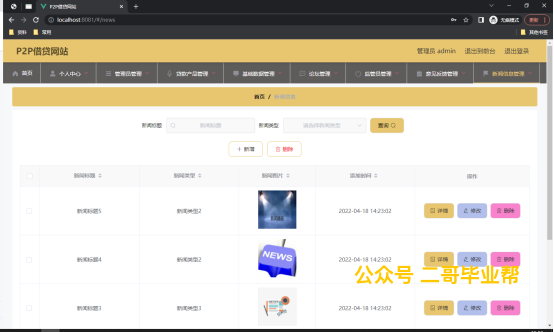 P2P借贷网站
localhost:8081/#/news
无痕模式
更新
资料 常用 其他书签
P2P借贷网站 管理员 admin 退出到前台 退出登录
首页 个人中心 管理员管理 贷款产品管理 基础数据管理 论坛管理 监管员管理 意见反馈管理 新闻信息管理
首页 / 新闻信息
新闻标题 新闻标题 新闻类型 请选择新闻类型 查询
+ 新增 删除
新闻标题 新闻类型 新闻图片 添加时间 操作
新闻标题5 新闻类型2 2022-04-18 14:23:02 详情 修改 删除
新闻标题4 新闻类型2 NEWS 2022-04-18 14:23:02 详情 修改 删除
公众号 二哥毕业帮
新闻标题3 新闻类型3 2022-04-18 14:23:02 详情 修改 删除